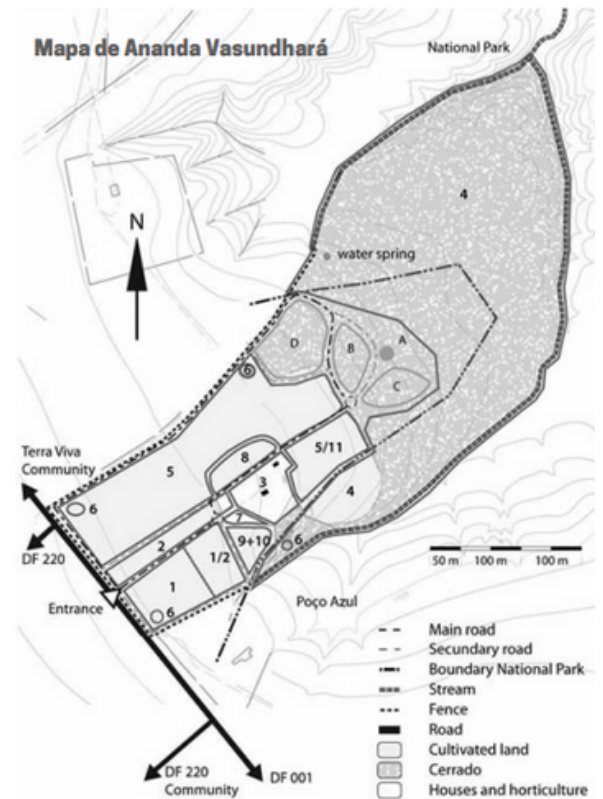 Mapa de Ananda Vasundhará
National Park
4
N
water spring
D
B
A
C
6
Terra Viva
Community
5
8
5/11
3
4
6
7
2
9+10
6
1/2
DF 220
1
Entrance
6
Poço Azul
50 m 100 m 100 m
Main road
Secundary road
Boundary National Park
Stream
Fence
Road
Cultivated land
Cerrado
Houses and horticulture
DF 220
Community
DF 001